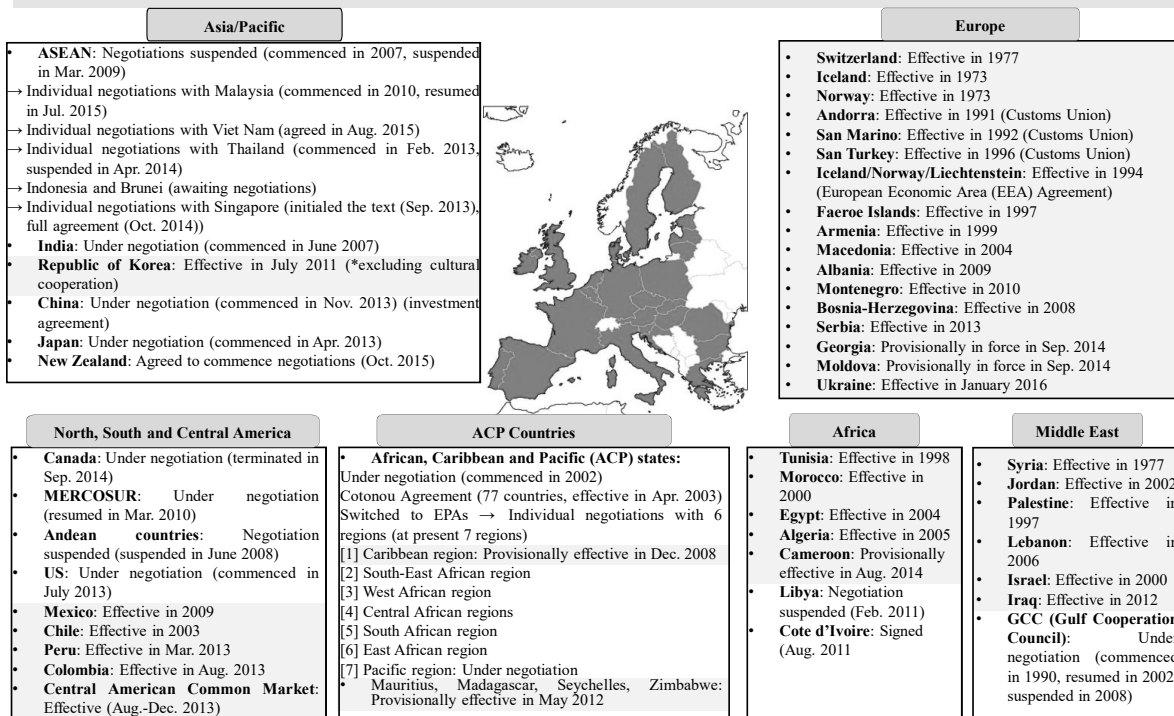 Asia/Pacific
• ASEAN: Negotiations suspended (commenced in 2007, suspended
in Mar. 2009)
→ Individual negotiations with Malaysia (commenced in 2010, resumed
in Jul. 2015)
→ Individual negotiations with Viet Nam (agreed in Aug. 2015)
→ Individual negotiations with Thailand (commenced in Feb. 2013,
suspended in Apr. 2014)
→ Indonesia and Brunei (awaiting negotiations)
→ Individual negotiations with Singapore (initialed the text (Sep. 2013),
full agreement (Oct. 2014))
• India: Under negotiation (commenced in June 2007)
• Republic of Korea: Effective in July 2011 (*excluding cultural
cooperation)
• China: Under negotiation (commenced in Nov. 2013) (investment
agreement)
• Japan: Under negotiation (commenced in Apr. 2013)
• New Zealand: Agreed to commence negotiations (Oct. 2015)
Europe
• Switzerland: Effective in 1977
• Iceland: Effective in 1973
• Norway: Effective in 1973
• Andorra: Effective in 1991 (Customs Union)
• San Marino: Effective in 1992 (Customs Union)
• San Turkey: Effective in 1996 (Customs Union)
• Iceland/Norway/Liechtenstein: Effective in 1994
(European Economic Area (EEA) Agreement)
• Faeroe Islands: Effective in 1997
• Armenia: Effective in 1999
• Macedonia: Effective in 2004
• Albania: Effective in 2009
• Montenegro: Effective in 2010
• Bosnia-Herzegovina: Effective in 2008
• Serbia: Effective in 2013
• Georgia: Provisionally in force in Sep. 2014
• Moldova: Provisionally in force in Sep. 2014
• Ukraine: Effective in January 2016
North, South and Central America
• Canada: Under negotiation (terminated in
Sep. 2014)
• MERCOSUR: Under negotiation
(resumed in Mar. 2010)
• Andean countries: Negotiation
suspended (suspended in June 2008)
• US: Under negotiation (commenced in
July 2013)
• Mexico: Effective in 2009
• Chile: Effective in 2003
• Peru: Effective in Mar. 2013
• Colombia: Effective in Aug. 2013
• Central American Common Market:
Effective (Aug.-Dec. 2013)
ACP Countries
• African, Caribbean and Pacific (ACP) states:
Under negotiation (commenced in 2002)
Cotonou Agreement (77 countries, effective in Apr. 2003)
Switched to EPAs → Individual negotiations with 6
regions (at present 7 regions)
[1] Caribbean region: Provisionally effective in Dec. 2008
[2] South-East African region
[3] West African region
[4] Central African regions
[5] South African region
[6] East African region
[7] Pacific region: Under negotiation
• Mauritius, Madagascar, Seychelles, Zimbabwe:
Provisionally effective in May 2012
Africa
• Tunisia: Effective in 1998
• Morocco: Effective in
2000
• Egypt: Effective in 2004
• Algeria: Effective in 2005
• Cameroon: Provisionally
effective in Aug. 2014
• Libya: Negotiation
suspended (Feb. 2011)
• Cote d'Ivoire: Signed
(Aug. 2011
Middle East
• Syria: Effective in 1977
• Jordan: Effective in 2002
• Palestine: Effective in
1997
• Lebanon: Effective in
2006
• Israel: Effective in 2000
• Iraq: Effective in 2012
• GCC (Gulf Cooperation
Council): Under
negotiation (commenced
in 1990, resumed in 2002,
suspended in 2008)